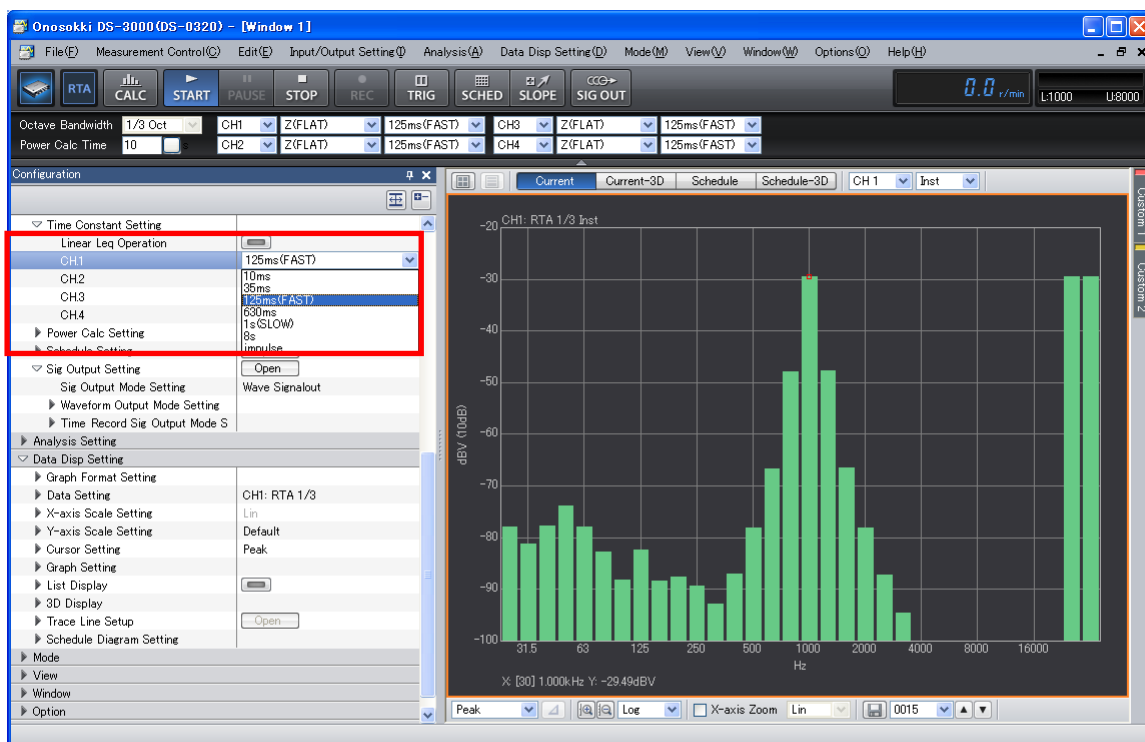 Onosokki DS-3000(DS-0320) - [Window 1]
File(F) Measurement Control(C) Edit(E) Input/Output Setting(I) Analysis(A) Data Disp Setting(D) Mode(M) View(V) Window(W) Options(O) Help(H)
RTA CALC START PAUSE STOP REC TRIG SCHED SLOPE SIG OUT 0.0 r/min L:1000 U:8000
Octave Bandwidth 1/3 Oct CH1 Z(FLAT) 125ms(FAST) CH3 Z(FLAT) 125ms(FAST)
Power Calc Time 10 s CH2 Z(FLAT) 125ms(FAST) CH4 Z(FLAT) 125ms(FAST)
Configuration
Time Constant Setting
Linear Leq Operation
CH.1 125ms(FAST)
CH.2
CH.3
CH.4
10ms
35ms
125ms(FAST)
630ms
1s(SLOW)
8s
impulse
Power Calc Setting
Schedule Setting
Sig Output Setting Open
Sig Output Mode Setting Wave Signalout
Waveform Output Mode Setting
Time Record Sig Output Mode S
Analysis Setting
Data Disp Setting
Graph Format Setting
Data Setting CH1: RTA 1/3
X-axis Scale Setting Lin
Y-axis Scale Setting Default
Cursor Setting Peak
Graph Setting
List Display
3D Display
Trace Line Setup Open
Schedule Diagram Setting
Mode
View
Window
Option
Current Current-3D Schedule Schedule-3D CH 1 Inst
CH1: RTA 1/3 Inst
-20
-30
-40
-50
-60
-70
-80
-90
-100
dBV (10dB)
31.5 63 125 250 500 1000 2000 4000 8000 16000
Hz
X: [30] 1.000kHz Y: -29.49dBV
Peak Log X-axis Zoom Lin 0015
Custom 1
Custom 2